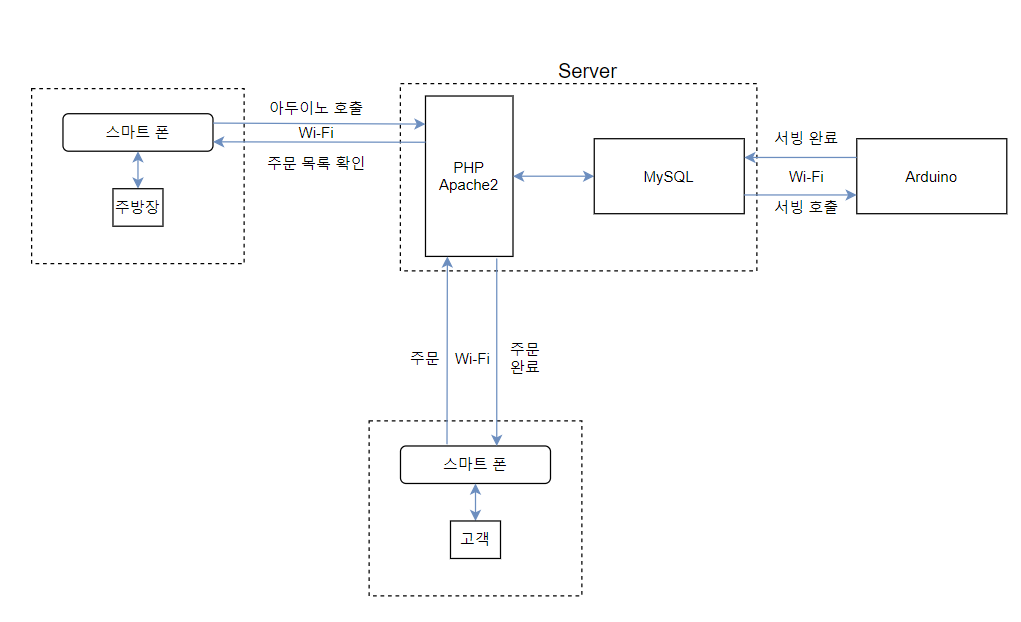 Server
아두이노 호출
스마트 폰
Wi-Fi
주문 목록 확인
주방장
PHP
Apache2
MySQL
서빙 완료
Wi-Fi
서빙 호출
Arduino
주문
Wi-Fi
주문
완료
스마트 폰
고객